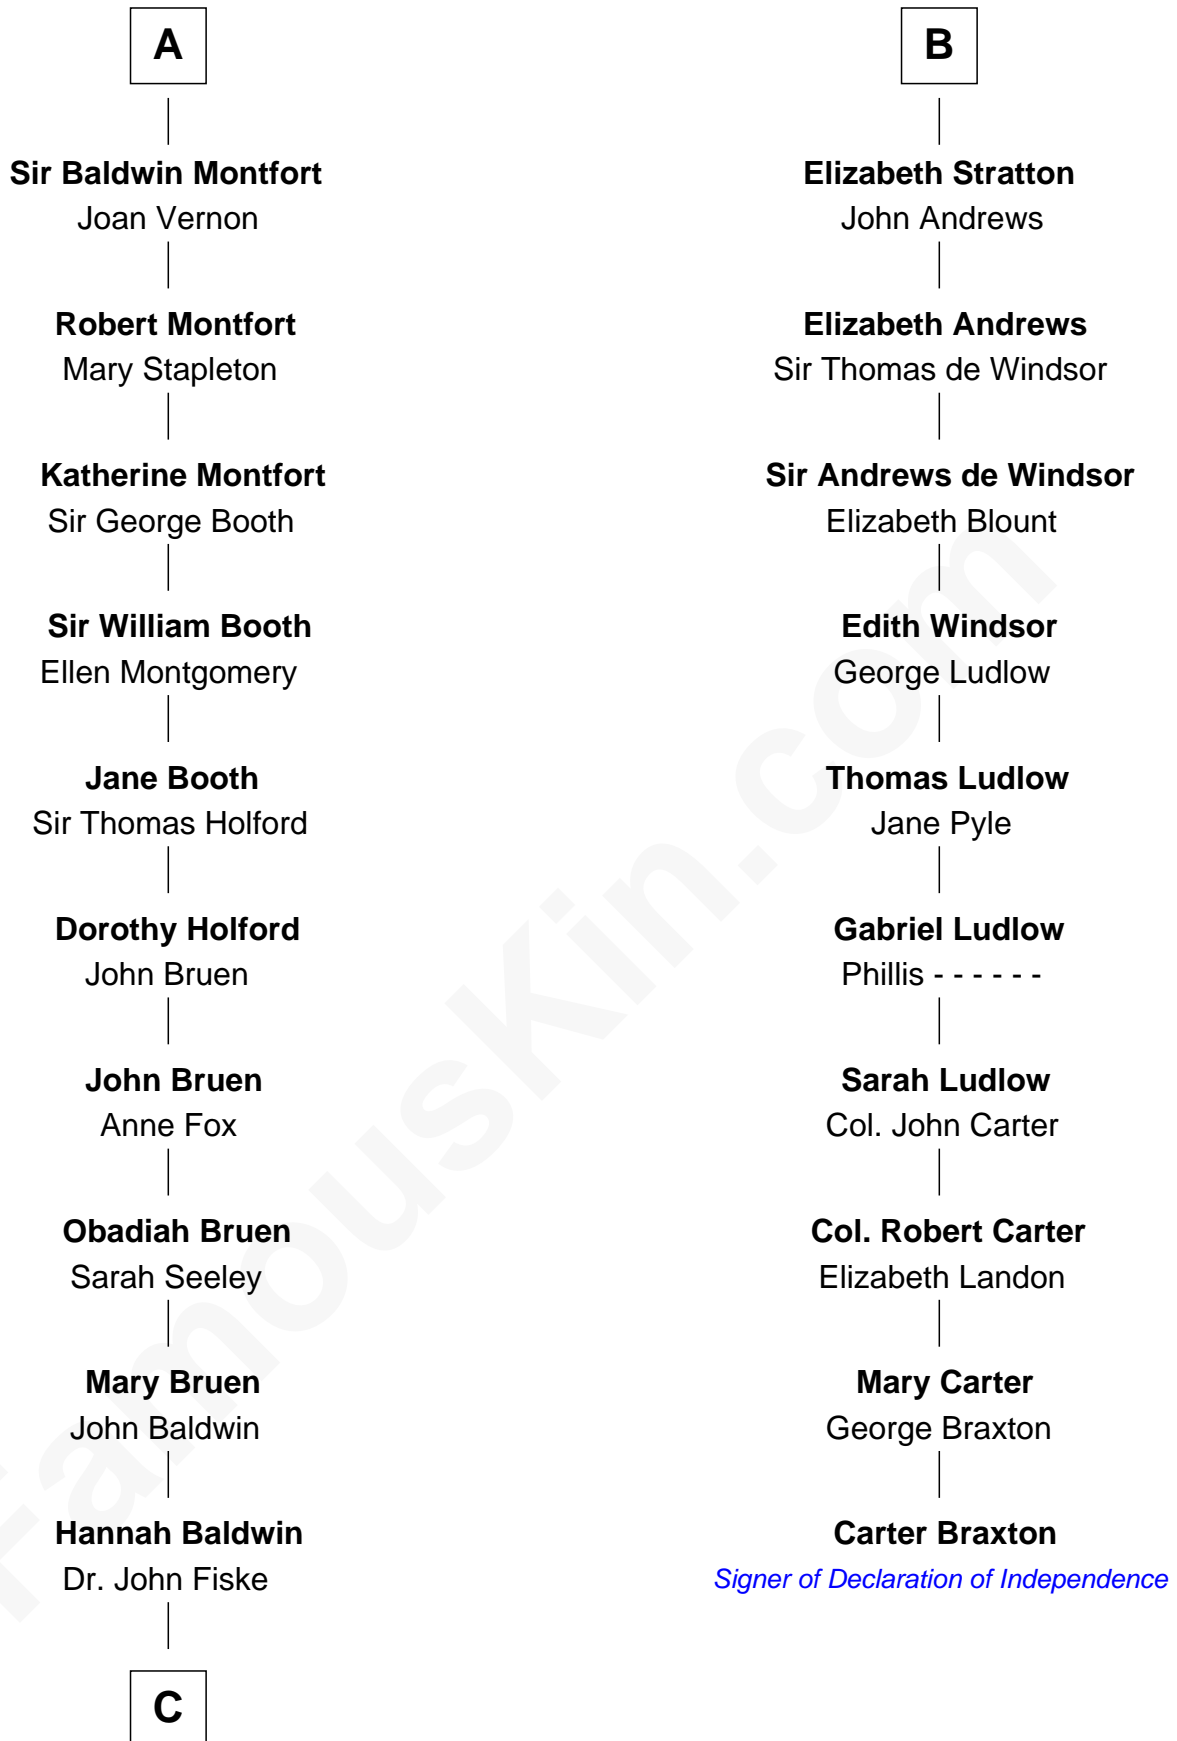 A
Sir Baldwin Montfort
Joan Vernon
Robert Montfort
Mary Stapleton
Katherine Montfort
Sir George Booth
Sir William Booth
Ellen Montgomery
Jane Booth
Sir Thomas Holford
Dorothy Holford
John Bruen
John Bruen
Anne Fox
Obadiah Bruen
Sarah Seeley
Mary Bruen
John Baldwin
Hannah Baldwin
Dr. John Fiske
C
B
Elizabeth Stratton
John Andrews
Elizabeth Andrews
Sir Thomas de Windsor
Sir Andrews de Windsor
Elizabeth Blount
Edith Windsor
George Ludlow
Thomas Ludlow
Jane Pyle
Gabriel Ludlow
Phillis - - - - - -
Sarah Ludlow
Col. John Carter
Col. Robert Carter
Elizabeth Landon
Mary Carter
George Braxton
Carter Braxton
Signer of Declaration of Independence
FamousKin.com